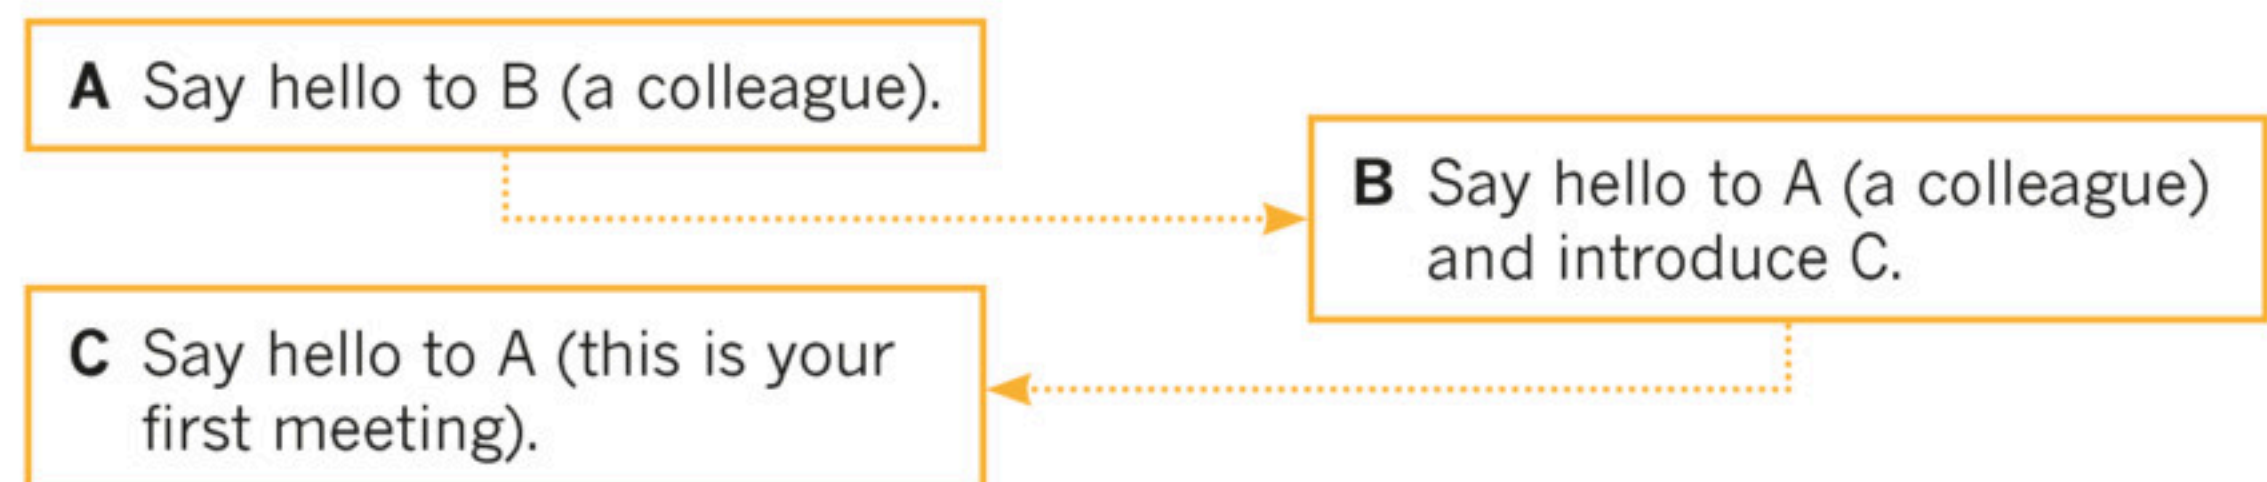 A Say hello to B (a colleague).
B Say hello to A (a colleague)
and introduce C.
C Say hello to A (this is your
first meeting).